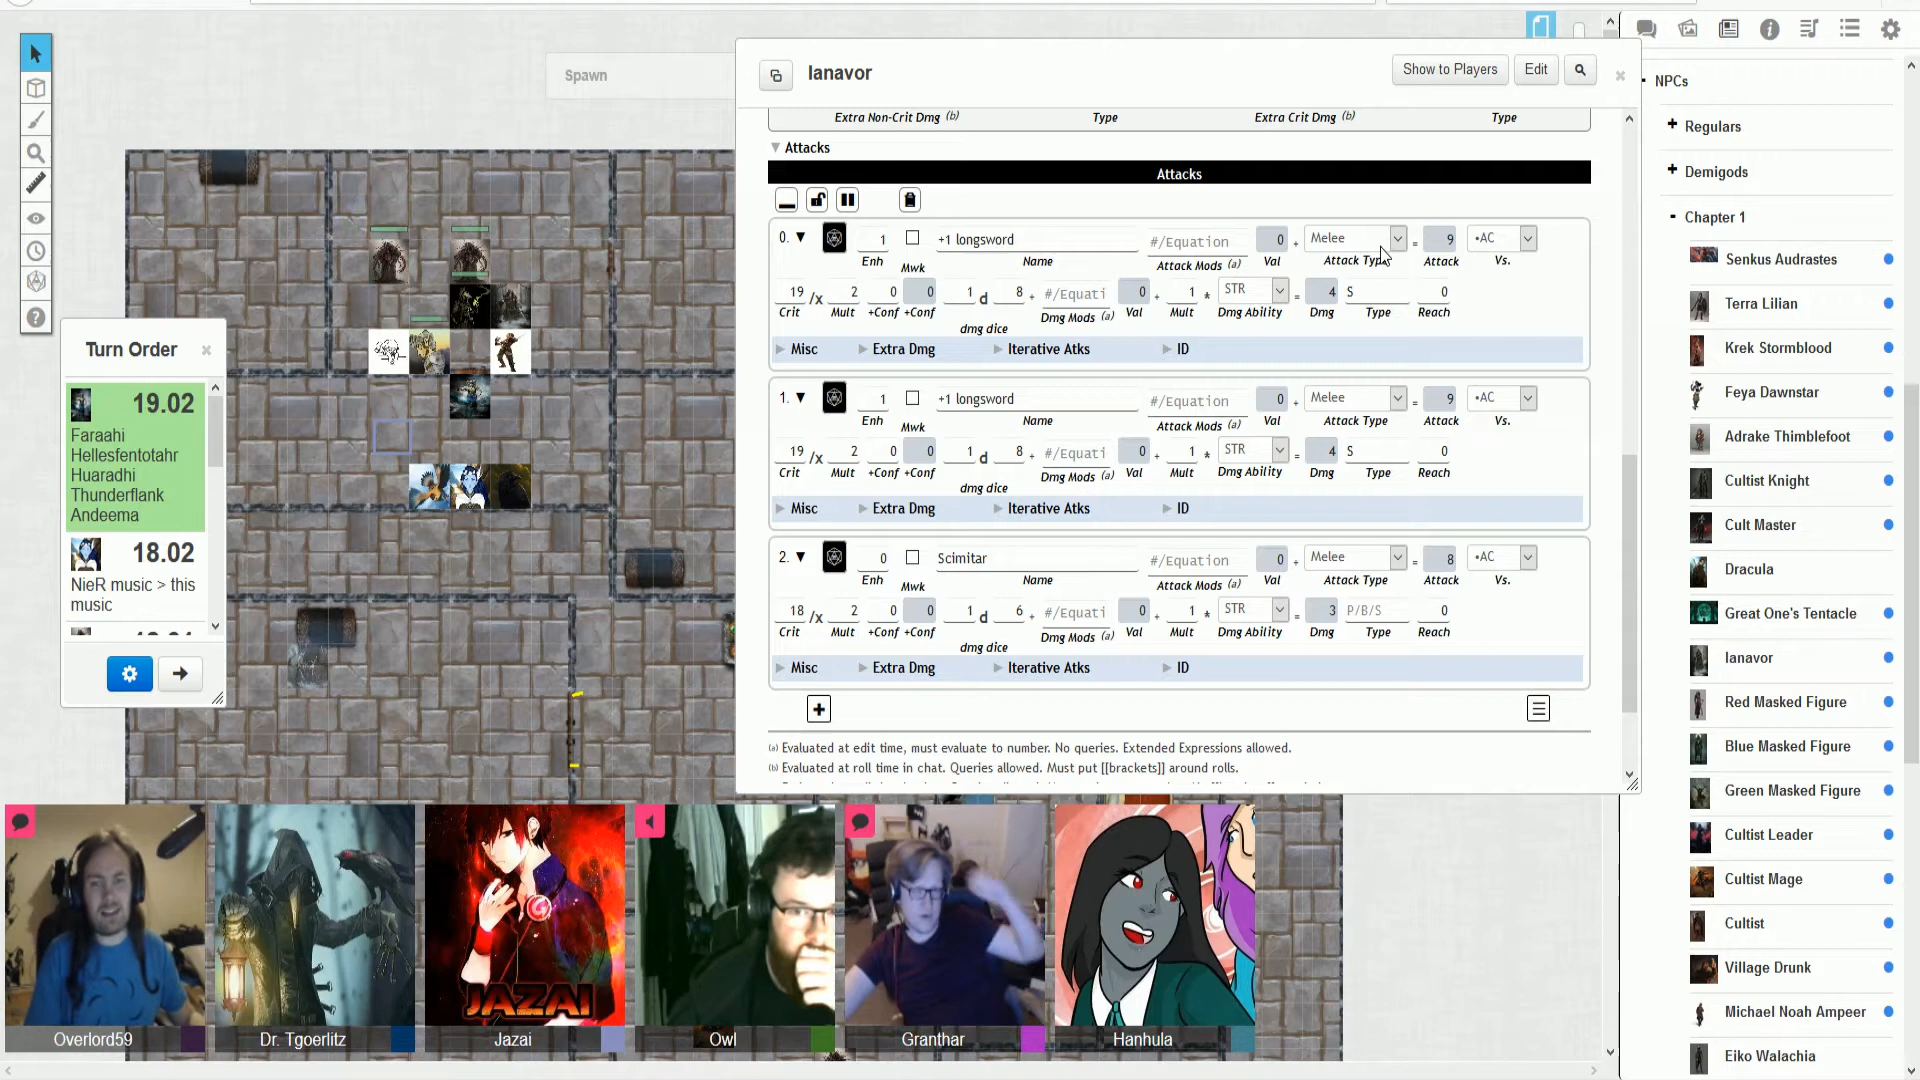 Spawn
Ianavor
Show to Players
Edit
Extra Non-Crit Dmg (b) Type Extra Crit Dmg (b) Type
Attacks
Attacks
0. 1 +1 longsword #/Equation 0 + Melee = 9 •AC
Enh Mwk Name Attack Mods (a) Val Attack Type Attack Vs.
19 /x 2 0 0 1 d 8 + #/Equati 0 + 1 * STR = 4 S 0
Crit Mult +Conf +Conf dmg dice Dmg Mods (a) Val Mult Dmg Ability Dmg Type Reach
Misc Extra Dmg Iterative Atks ID
1. 1 +1 longsword #/Equation 0 + Melee = 9 •AC
Enh Mwk Name Attack Mods (a) Val Attack Type Attack Vs.
19 /x 2 0 0 1 d 8 + #/Equati 0 + 1 * STR = 4 S 0
Crit Mult +Conf +Conf dmg dice Dmg Mods (a) Val Mult Dmg Ability Dmg Type Reach
Misc Extra Dmg Iterative Atks ID
2. 0 Scimitar #/Equation 0 + Melee = 8 •AC
Enh Mwk Name Attack Mods (a) Val Attack Type Attack Vs.
18 /x 2 0 0 1 d 6 + #/Equati 0 + 1 * STR = 3 P/B/S 0
Crit Mult +Conf +Conf dmg dice Dmg Mods (a) Val Mult Dmg Ability Dmg Type Reach
Misc Extra Dmg Iterative Atks ID
(a) Evaluated at edit time, must evaluate to number. No queries. Extended Expressions allowed.
(b) Evaluated at roll time in chat. Queries allowed. Must put [[brackets]] around rolls.
Turn Order
19.02
Faraahi
Hellesfentotahr
Huaradhi
Thunderflank
Andeema
18.02
NieR music > this
music
NPCs
Regulars
Demigods
Chapter 1
Senkus Audrastes
Terra Lilian
Krek Stormblood
Feya Dawnstar
Adrake Thimblefoot
Cultist Knight
Cult Master
Dracula
Great One's Tentacle
Ianavor
Red Masked Figure
Blue Masked Figure
Green Masked Figure
Cultist Leader
Cultist Mage
Cultist
Village Drunk
Michael Noah Ampeer
Eiko Walachia
JAZAI
Overlord59
Dr. Tgoerlitz
Jazai
Owl
Granthar
Hanhula